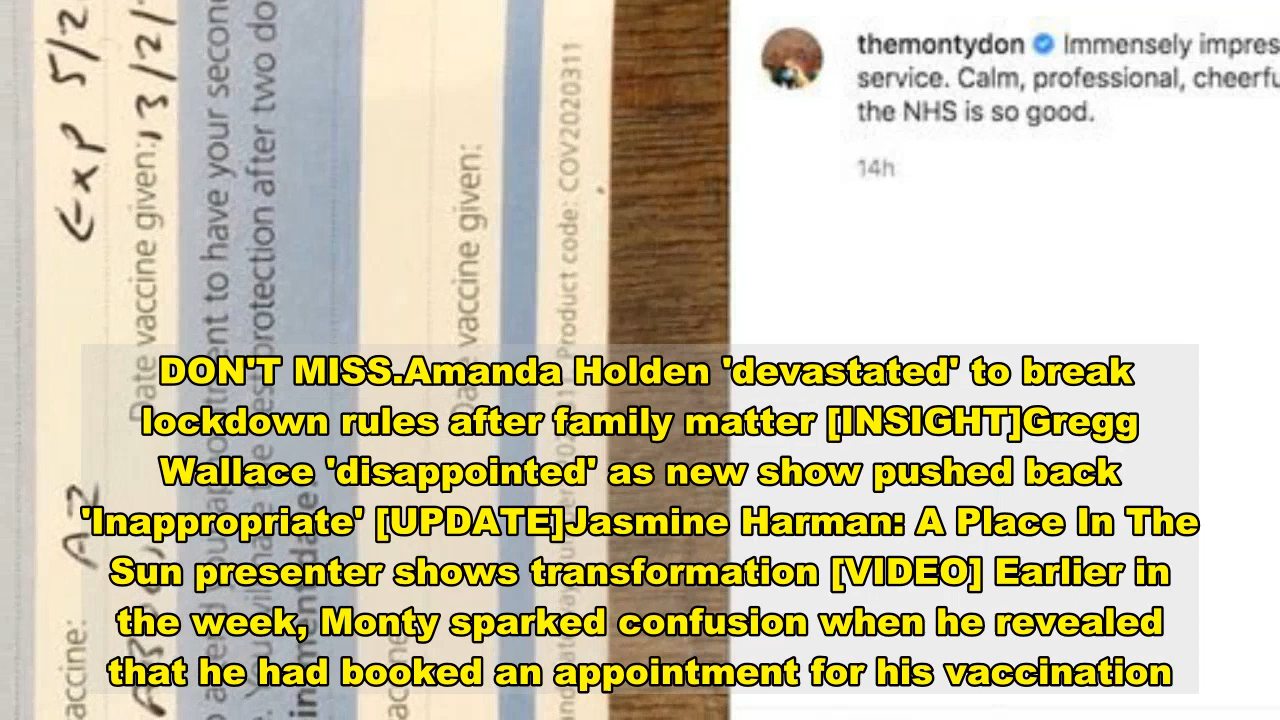 Exp 5/2
Date vaccine given: 13/2/
ent to have your second
protection after two do
AZ
accine:
Date vaccine given:
Product code: COV2020311
themontydon Immensely impres
service. Calm, professional, cheerfu
the NHS is so good.
14h
DON'T MISS.Amanda Holden 'devastated' to break
lockdown rules after family matter [INSIGHT]Gregg
Wallace 'disappointed' as new show pushed back
'Inappropriate' [UPDATE]Jasmine Harman: A Place In The
Sun presenter shows transformation [VIDEO] Earlier in
the week, Monty sparked confusion when he revealed
that he had booked an appointment for his vaccination